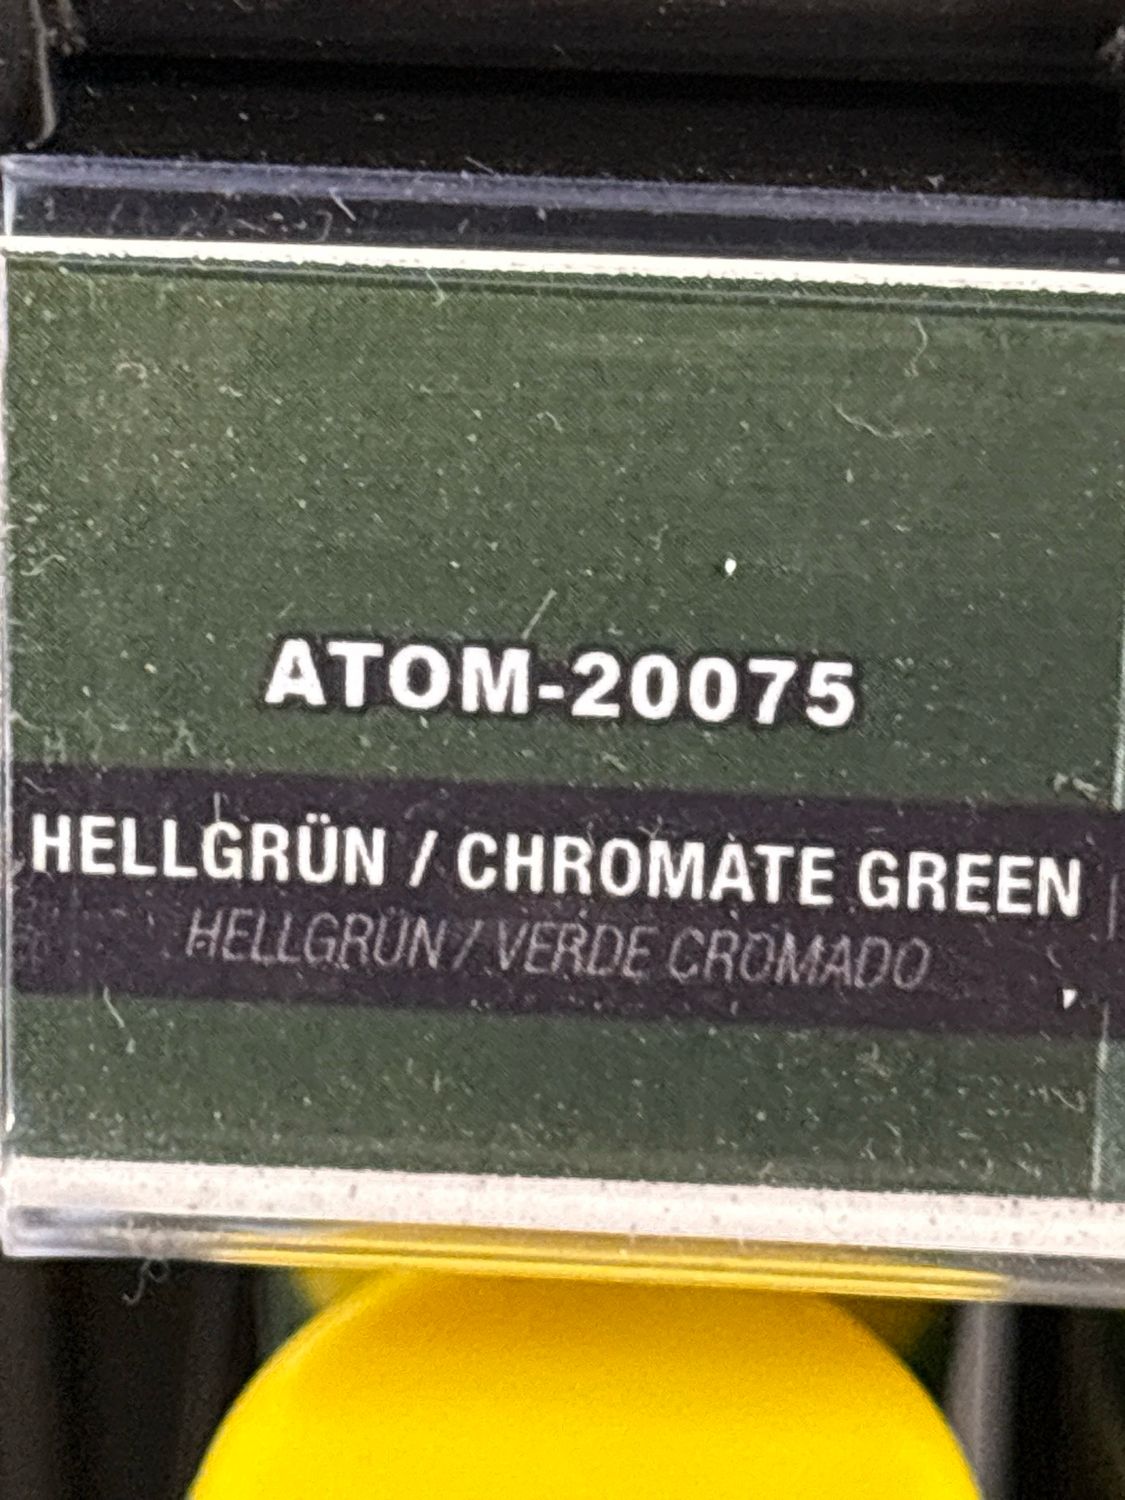 ATOM-20075
HELLGRÜN / CHROMATE GREEN
HELLGRÜN / VERDE CROMADO